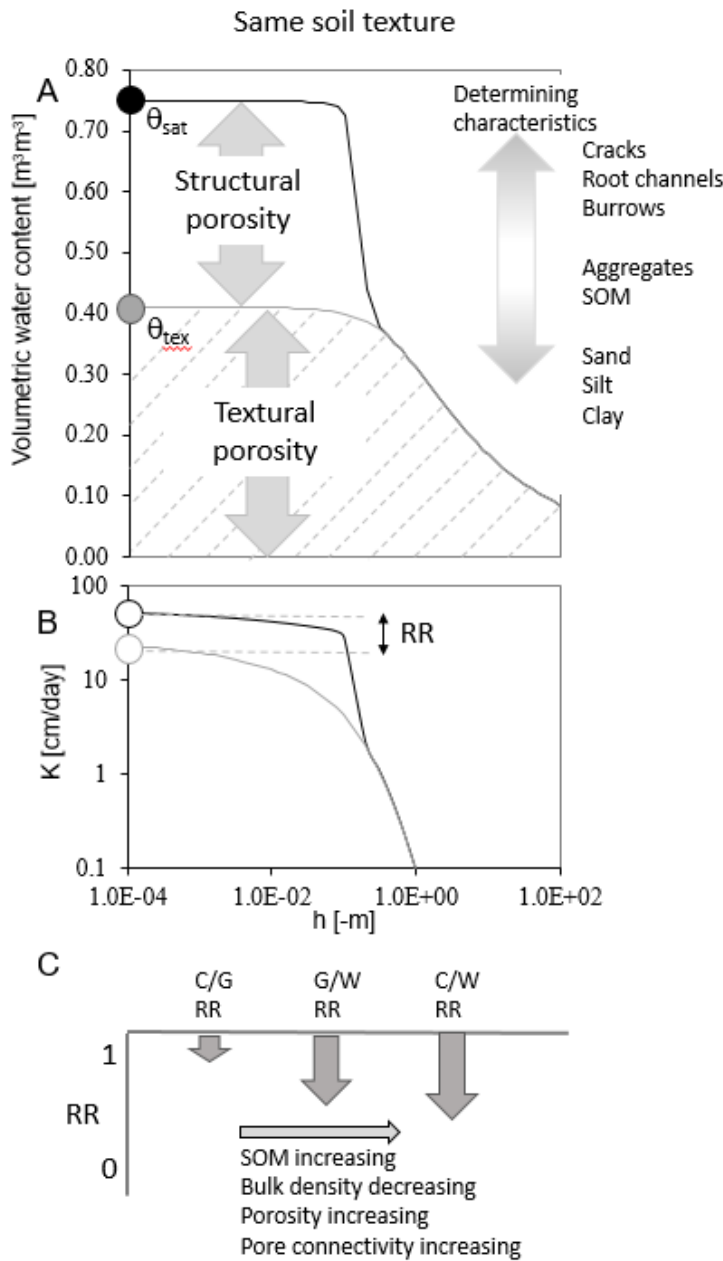 Same soil texture
A
0.80
0.70
0.60
0.50
0.40
0.30
0.20
0.10
0.00
Volumetric water content [m³m⁻³]
θsat
Structural
porosity
θtex
Textural
porosity
Determining
characteristics
Cracks
Root channels
Burrows
Aggregates
SOM
Sand
Silt
Clay
B
100
10
1
0.1
K [cm/day]
RR
1.0E-04
1.0E-02
1.0E+00
1.0E+02
h [-m]
C
C/G
RR
G/W
RR
C/W
RR
1
RR
0
SOM increasing
Bulk density decreasing
Porosity increasing
Pore connectivity increasing